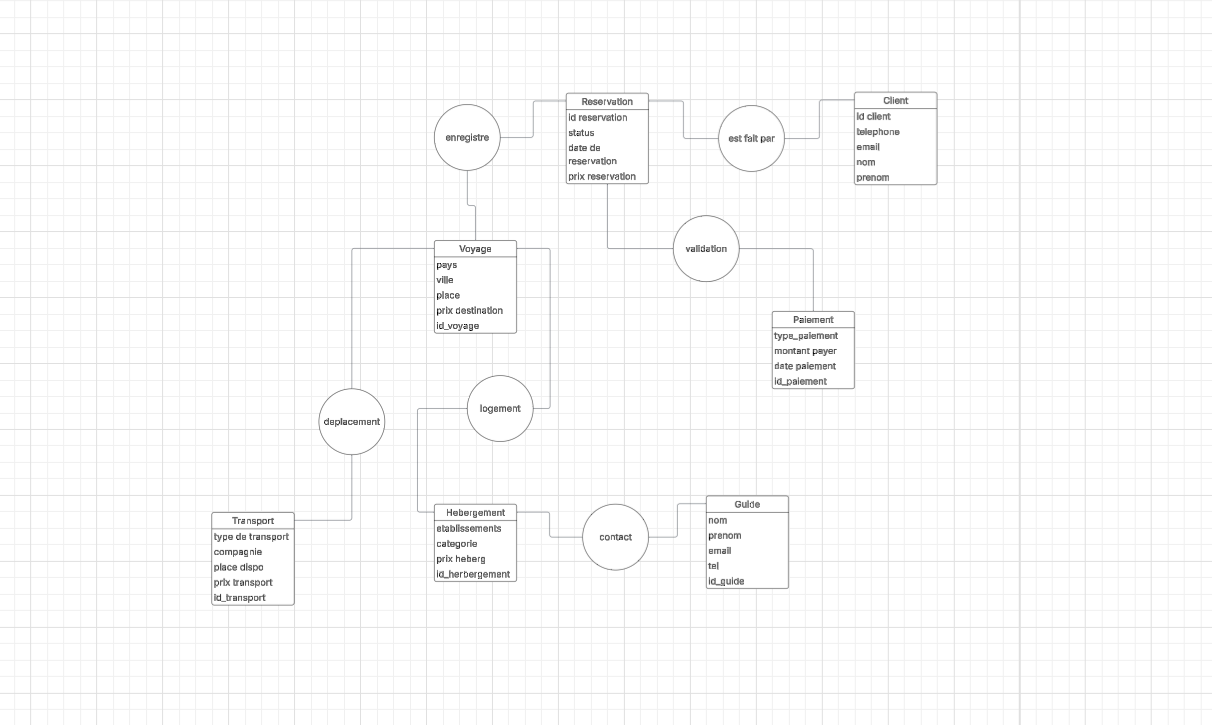 Reservation
id reservation
status
date de
reservation
prix reservation
enregistre
est fait par
Client
id client
telephone
email
nom
prenom
Voyage
pays
ville
place
prix destination
id_voyage
validation
Paiement
type_paiement
montant payer
date paiement
id_paiement
deplacement
logement
Transport
type de transport
compagnie
place dispo
prix transport
id_transport
Hebergement
etablissements
categorie
prix heberg
id_herbergement
contact
Guide
nom
prenom
email
tel
id_guide